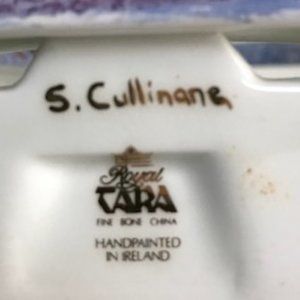 S. Cullinane
Royal
TARA
FINE BONE CHINA
HANDPAINTED
IN IRELAND